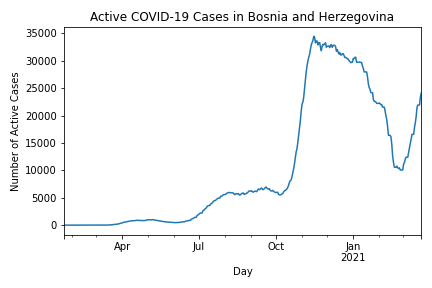 Active COVID-19 Cases in Bosnia and Herzegovina
Number of Active Cases
35000
30000
25000
20000
15000
10000
5000
0
Apr
Jul
Oct
Jan
2021
Day